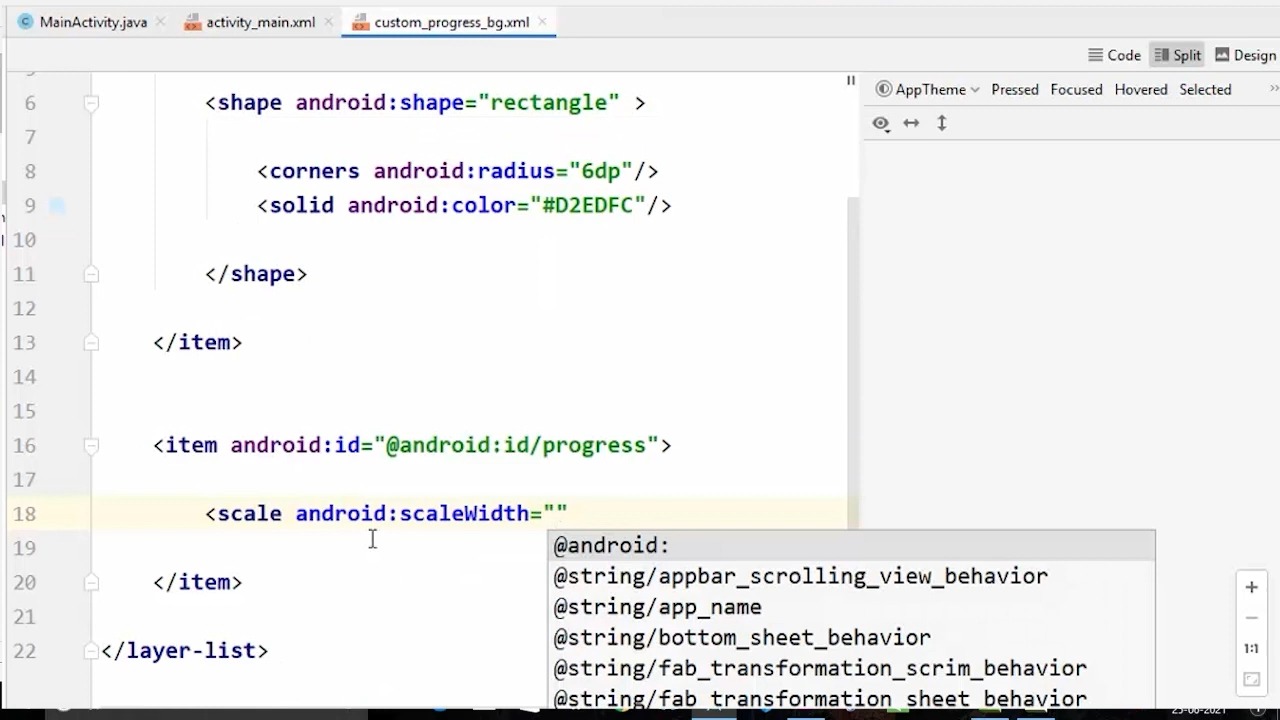 MainActivity.java
activity_main.xml
custom_progress_bg.xml
Code
Split
Design
AppTheme
Pressed
Focused
Hovered
Selected
6 <shape android:shape="rectangle" >
7
8 <corners android:radius="6dp"/>
9 <solid android:color="#D2EDFC"/>
10
11 </shape>
12
13 </item>
14
15
16 <item android:id="@android:id/progress">
17
18 <scale android:scaleWidth=""
19
20 </item>
21
22 </layer-list>
@android:
@string/appbar_scrolling_view_behavior
@string/app_name
@string/bottom_sheet_behavior
@string/fab_transformation_scrim_behavior
@string/fab_transformation_sheet_behavior
1:1